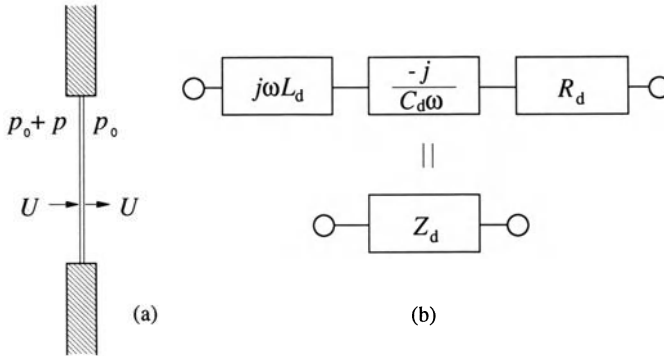 p₀+ p p₀
U U
(a)
jωL_d
-j
C_dω
R_d
||
Z_d
(b)